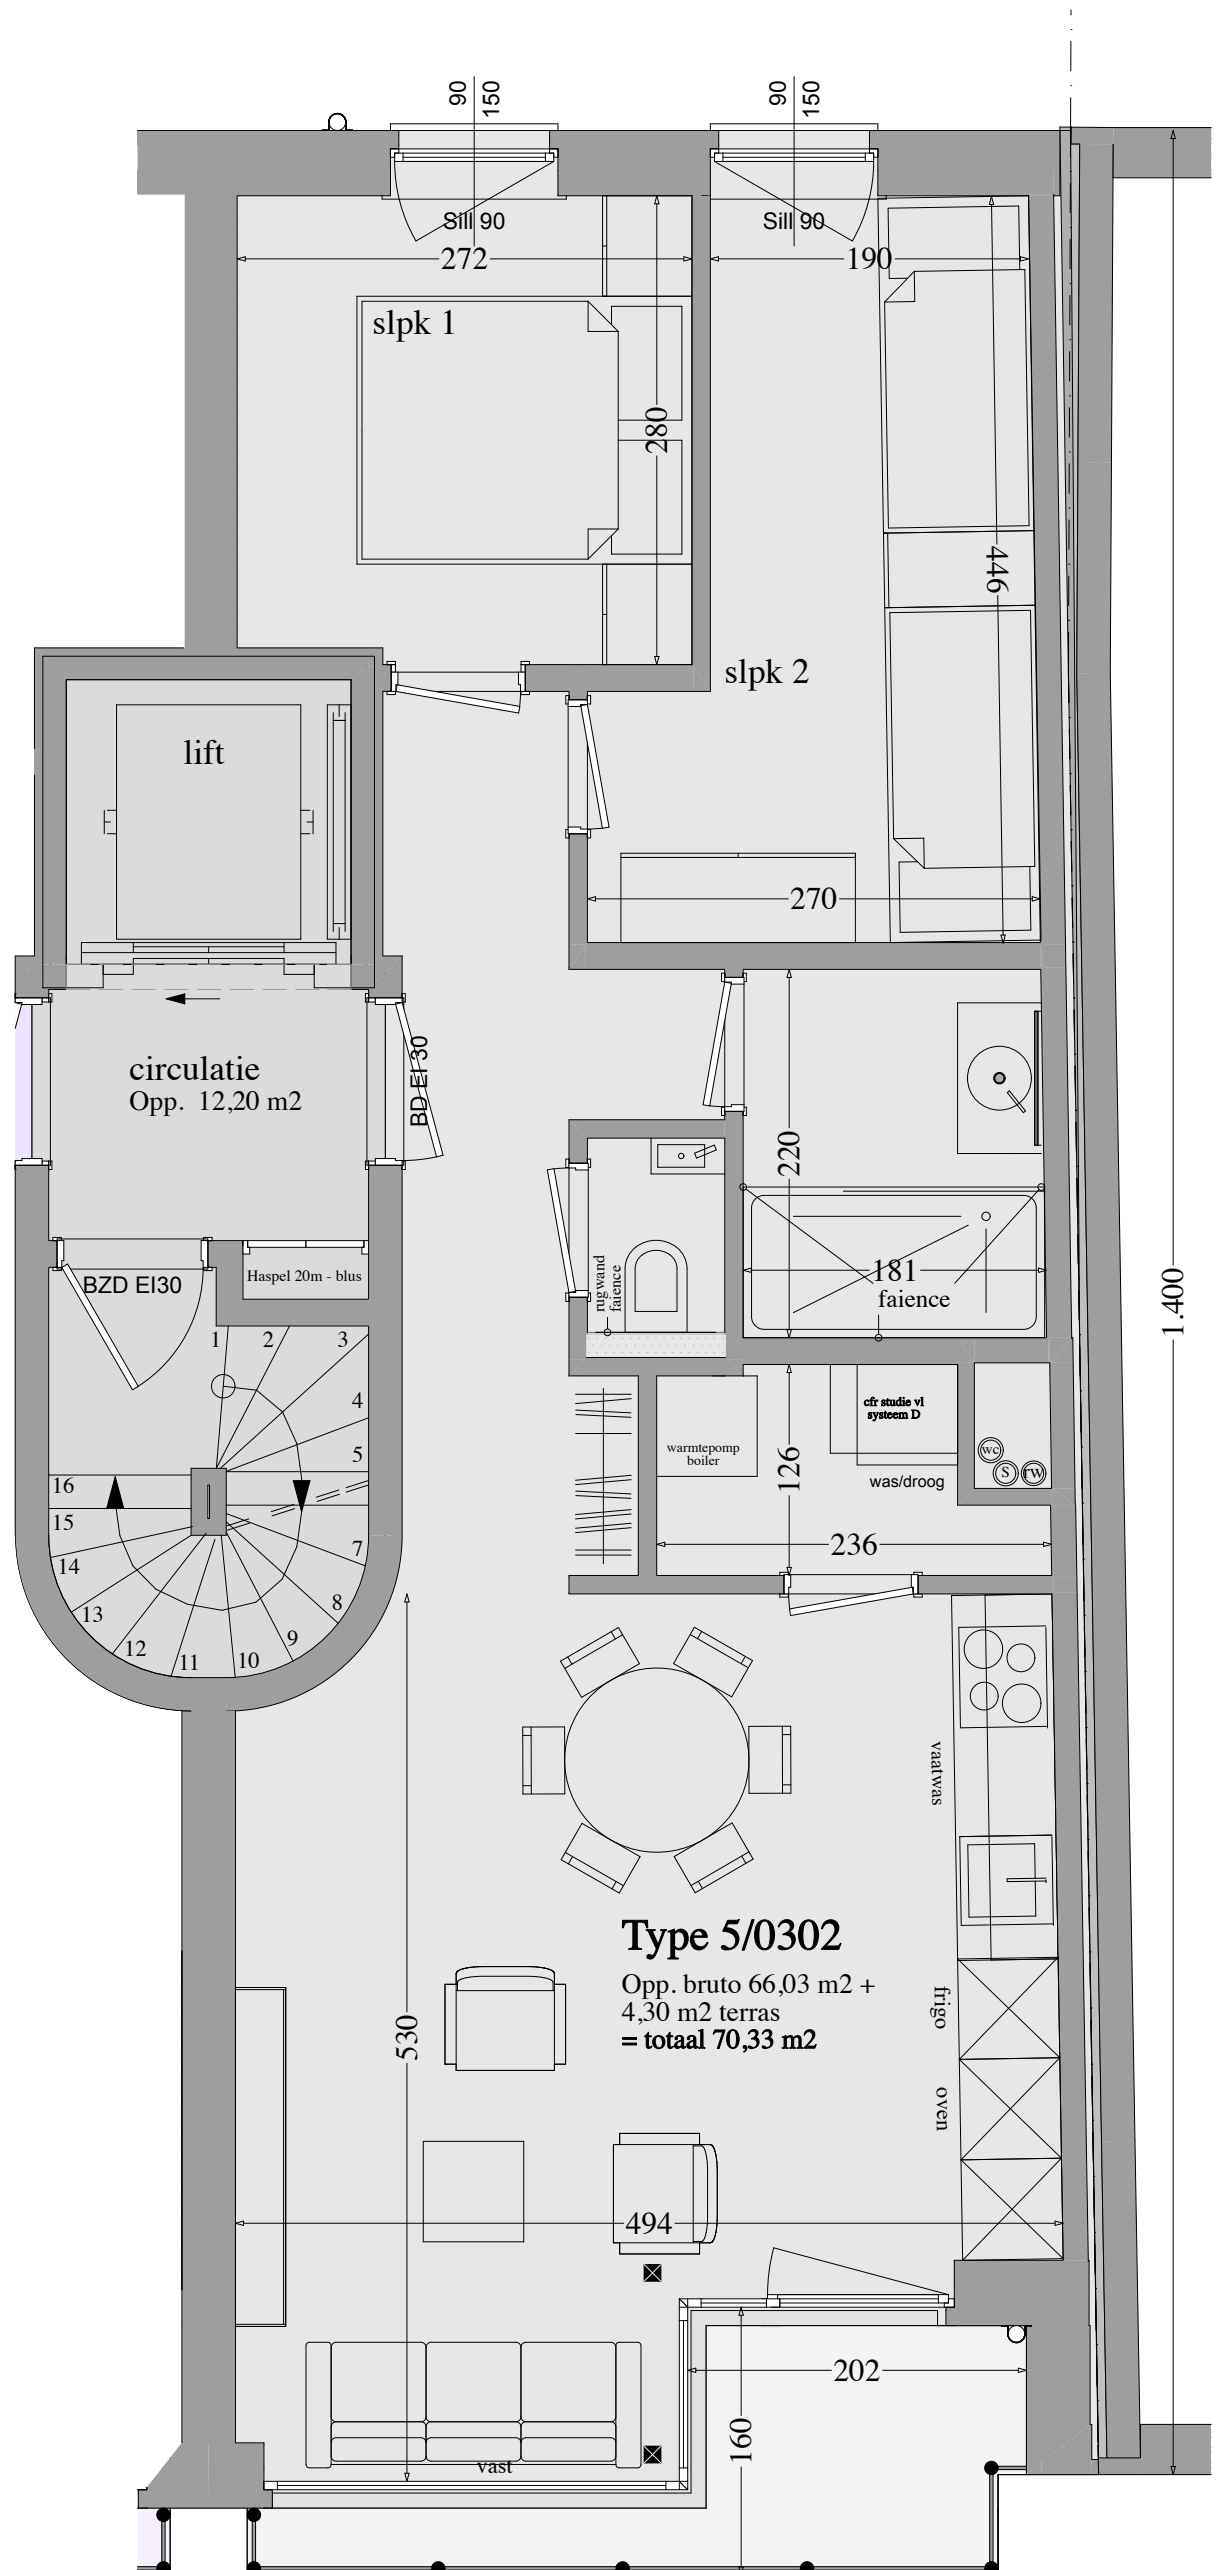 90
150
90
150
Sill 90
Sill 90
272
190
slpk 1
280
446
slpk 2
lift
270
circulatie
Opp. 12,20 m2
BD EI 30
220
BZD EI30
Haspel 20m - blus
rugwand
faience
181
faience
1.400
1
2
3
4
5
16
15
14
13
12
11
10
9
8
7
warmtepomp
boiler
126
cfr studie vl
systeem D
was/droog
wc
S
rw
236
vaatwas
Type 5/0302
Opp. bruto 66,03 m2 +
4,30 m2 terras
= totaal 70,33 m2
frigo
530
oven
494
202
160
vast